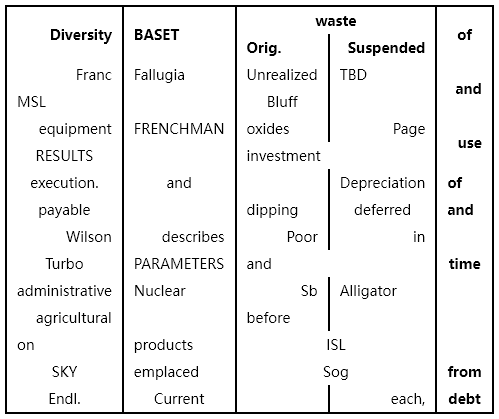 Diversity BASET waste of
Orig. Suspended
Franc Fallugia Unrealized TBD and
MSL Bluff
equipment FRENCHMAN oxides Page use
RESULTS investment
execution. and Depreciation of
payable dipping deferred and
Wilson describes Poor in
Turbo PARAMETERS and time
administrative Nuclear Sb Alligator
agricultural before
on products ISL
SKY emplaced Sog from
Endl. Current each, debt